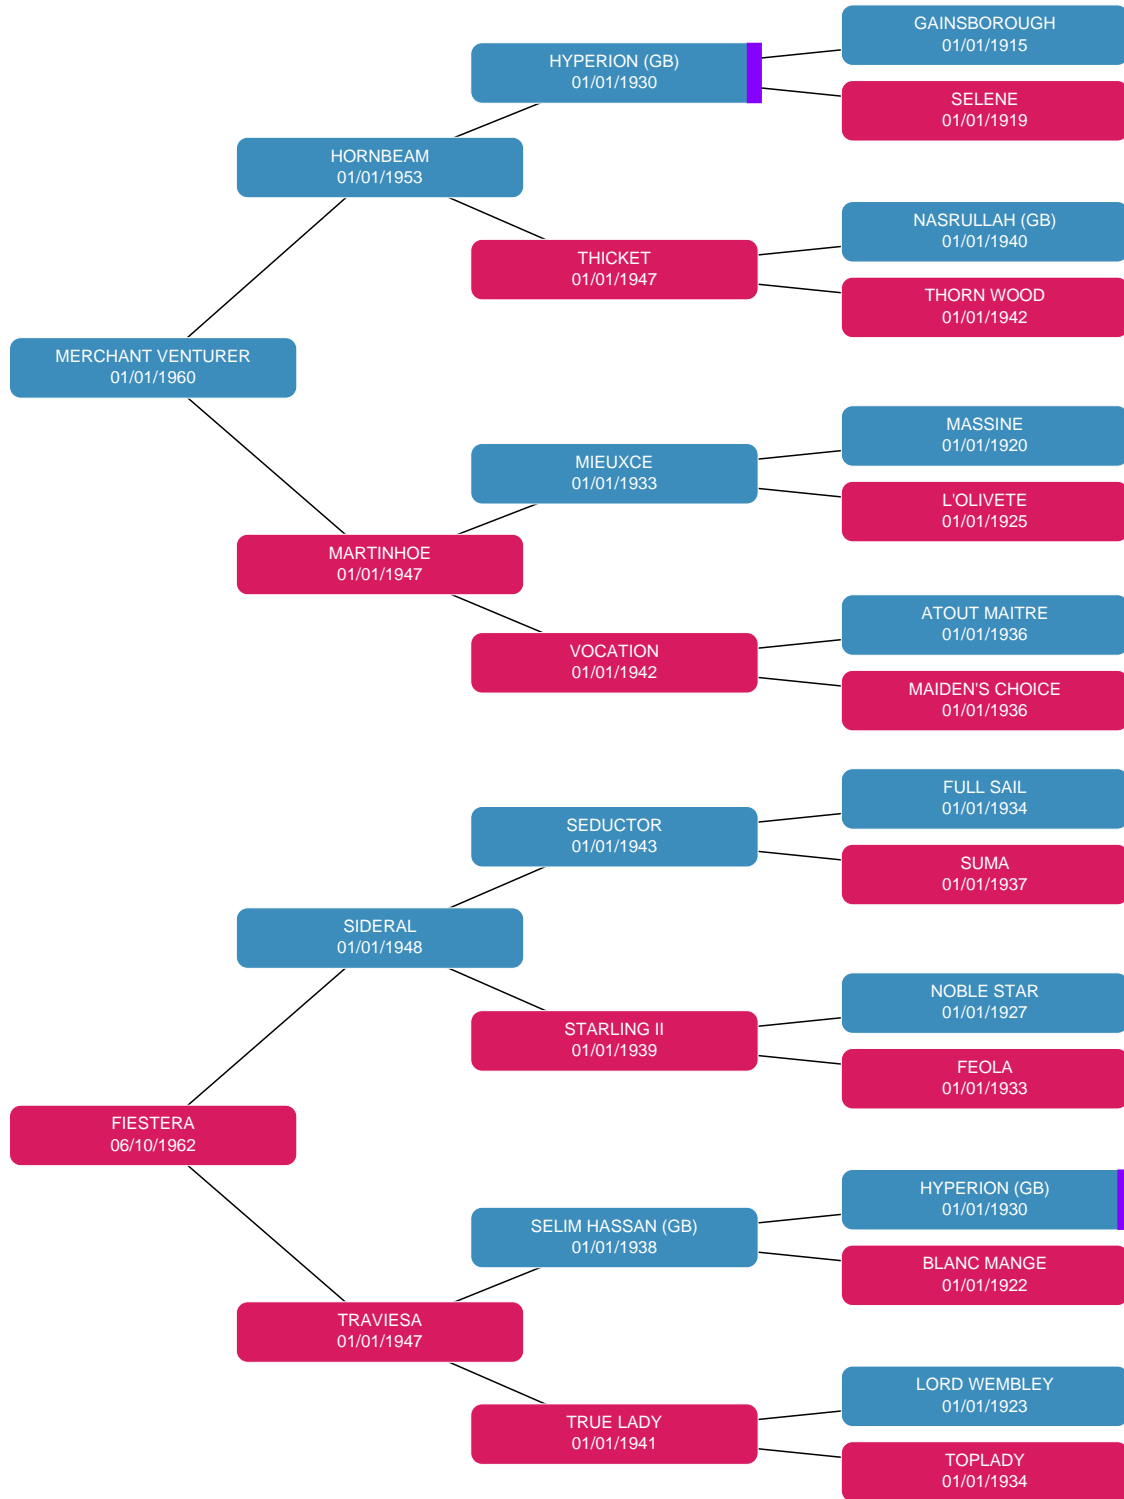 GAINSBOROUGH
01/01/1915
HYPERION (GB)
01/01/1930
SELENE
01/01/1919
HORNBEAM
01/01/1953
NASRULLAH (GB)
01/01/1940
THICKET
01/01/1947
THORN WOOD
01/01/1942
MERCHANT VENTURER
01/01/1960
MASSINE
01/01/1920
MIEUXCE
01/01/1933
L'OLIVETE
01/01/1925
MARTINHOE
01/01/1947
ATOUT MAITRE
01/01/1936
VOCATION
01/01/1942
MAIDEN'S CHOICE
01/01/1936
FULL SAIL
01/01/1934
SEDUCTOR
01/01/1943
SUMA
01/01/1937
SIDERAL
01/01/1948
NOBLE STAR
01/01/1927
STARLING II
01/01/1939
FEOLA
01/01/1933
FIESTERA
06/10/1962
HYPERION (GB)
01/01/1930
SELIM HASSAN (GB)
01/01/1938
BLANC MANGE
01/01/1922
TRAVIESA
01/01/1947
LORD WEMBLEY
01/01/1923
TRUE LADY
01/01/1941
TOPLADY
01/01/1934